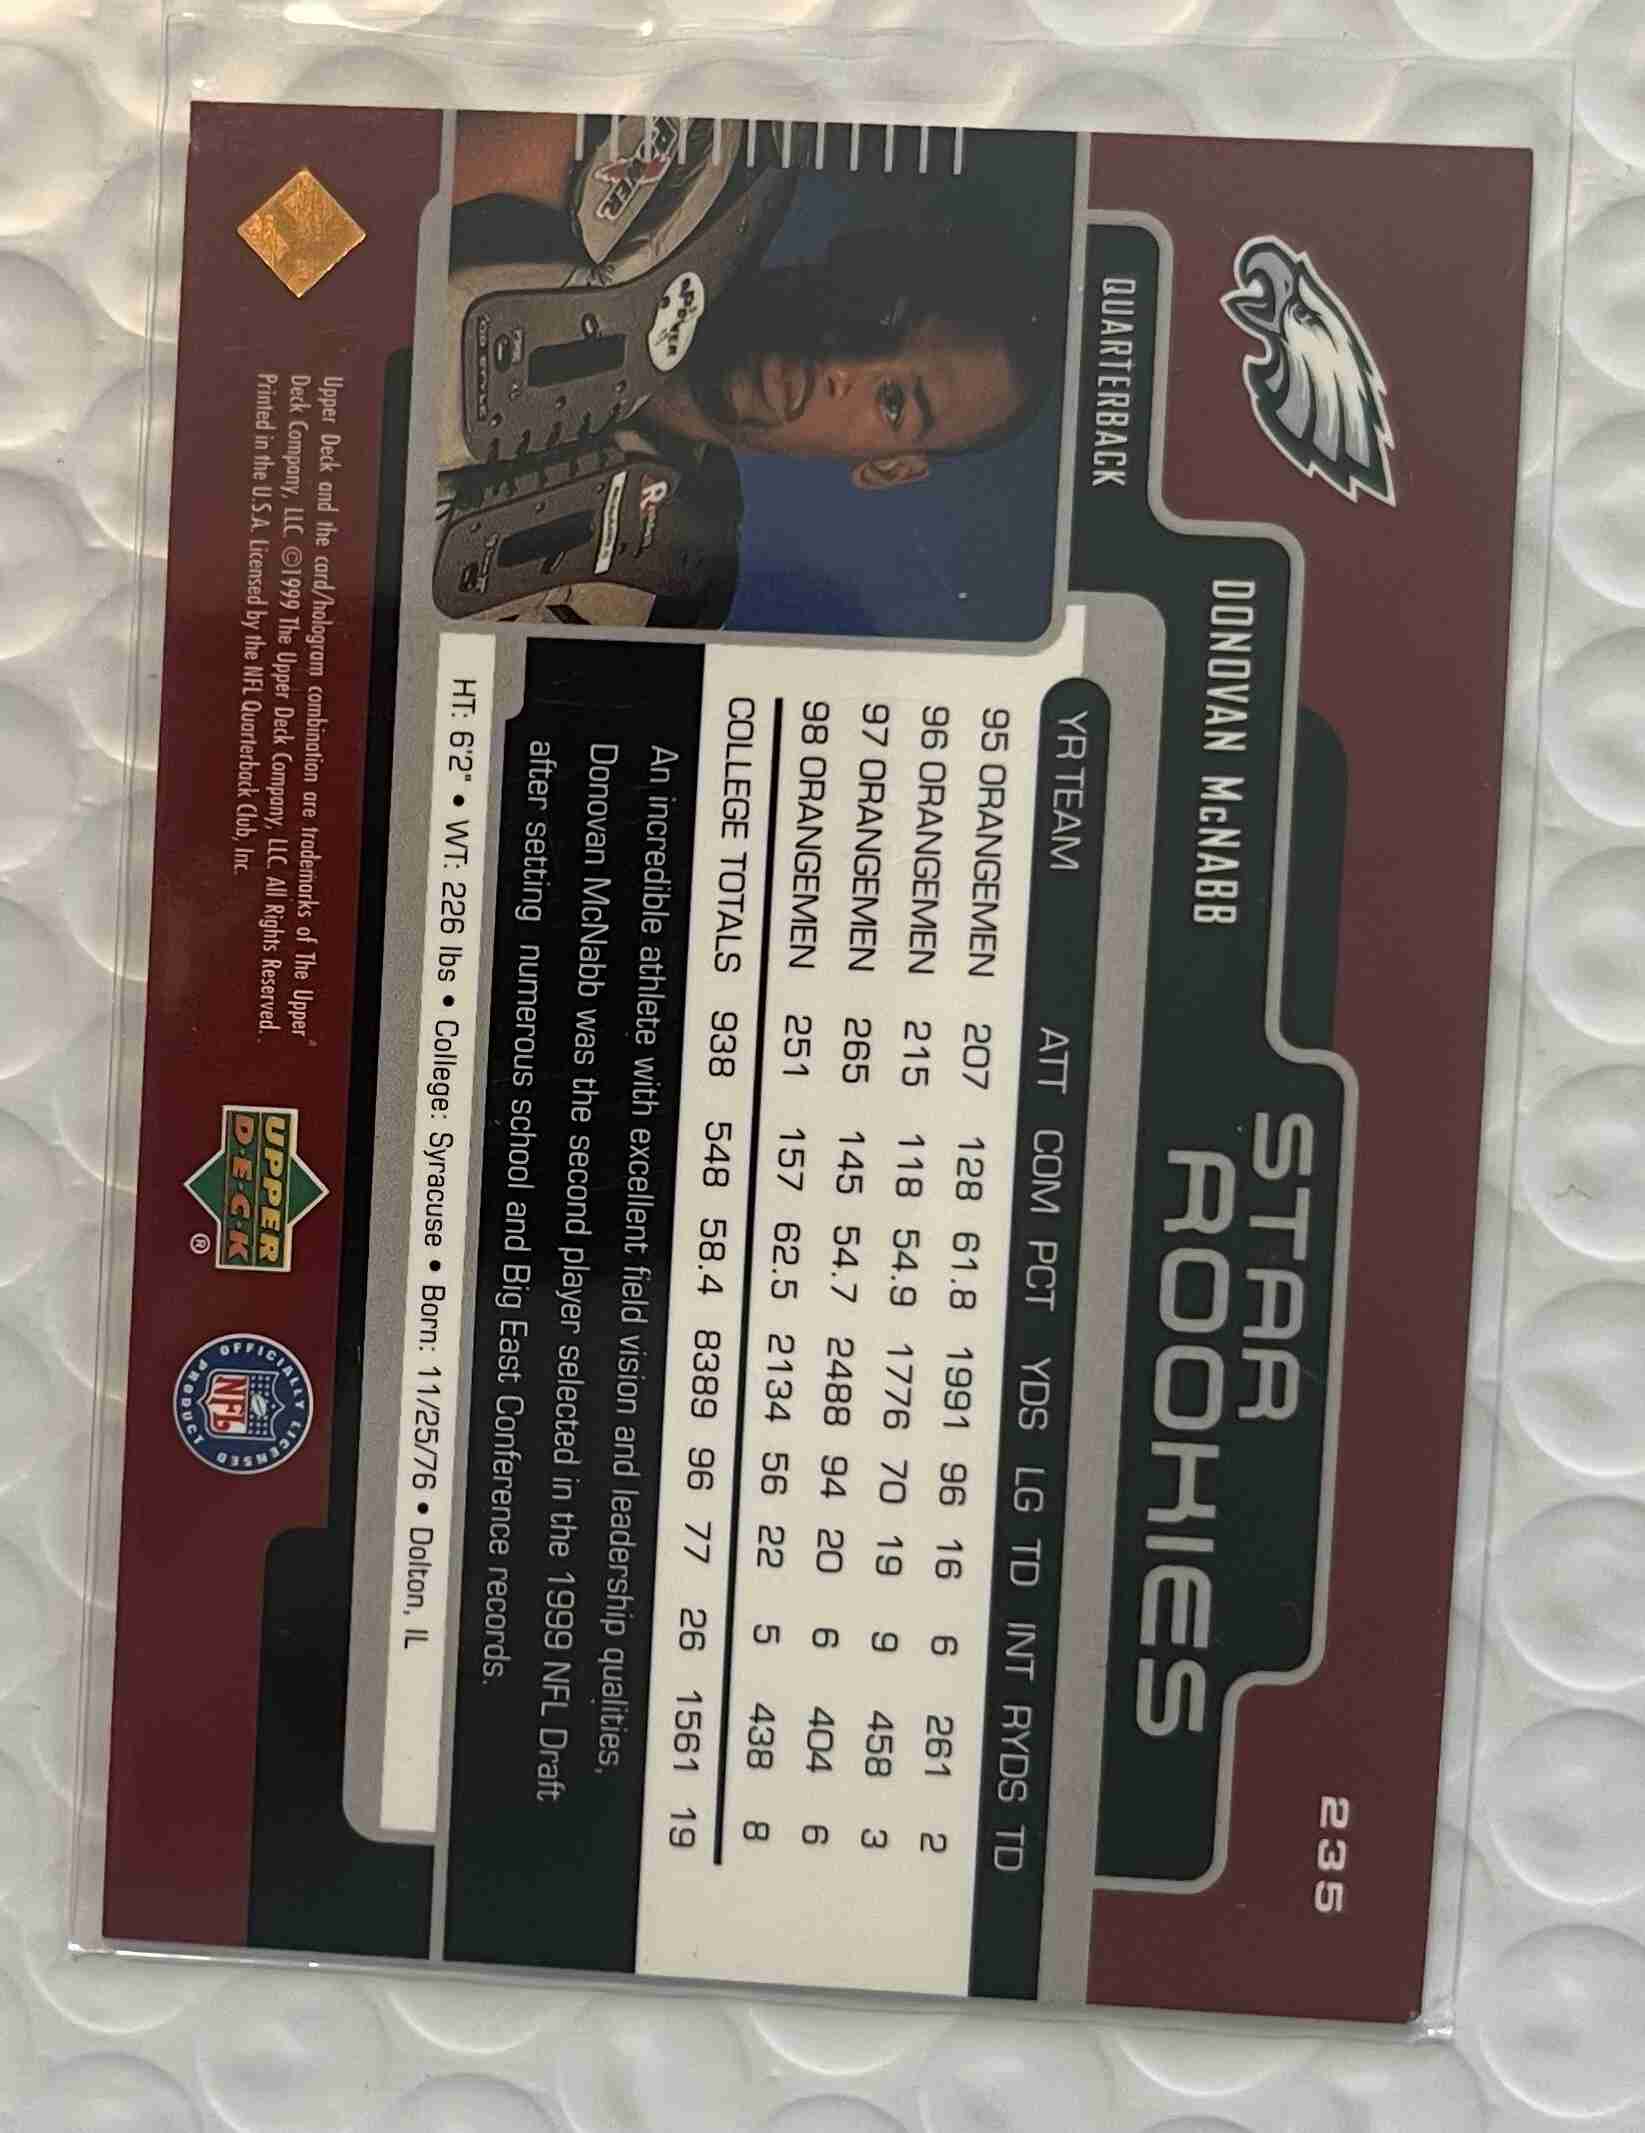 235
STAR
ROOKIES
DONOVAN McNABB
QUARTERBACK
YR TEAM ATT COM PCT YDS LG TD INT RYDS TD
95 ORANGEMEN 207 128 61.8 1991 96 16 6 261 2
96 ORANGEMEN 215 118 54.9 1776 70 19 9 458 3
97 ORANGEMEN 265 145 54.7 2488 94 20 6 404 6
98 ORANGEMEN 251 157 62.5 2134 56 22 5 438 8
COLLEGE TOTALS 938 548 58.4 8389 96 77 26 1561 19
An incredible athlete with excellent field vision and leadership qualities,
Donovan McNabb was the second player selected in the 1999 NFL Draft
after setting numerous school and Big East Conference records.
HT: 6'2" • WT: 226 lbs • College: Syracuse • Born: 11/25/76 • Dolton, IL
Upper Deck and the card/hologram combination are trademarks of The Upper
Deck Company, LLC. ©1999 The Upper Deck Company, LLC. All Rights Reserved.
Printed in the U.S.A. Licensed by the NFL Quarterback Club, Inc.
UPPER
D·E·C·K ®
OFFICIALLY LICENSED
NFL
PRODUCT